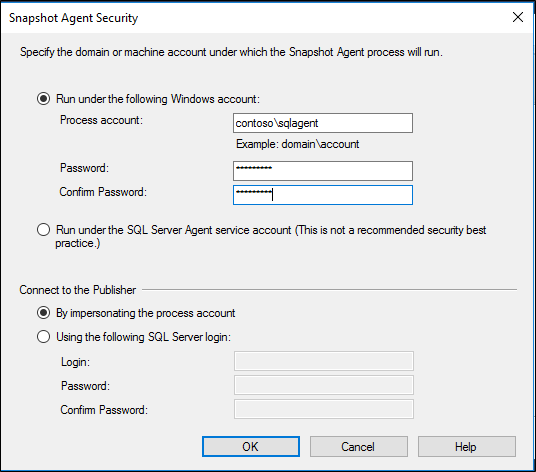 Snapshot Agent Security
Specify the domain or machine account under which the Snapshot Agent process will run.
Run under the following Windows account:
Process account:
contoso\sqlagent
Example: domain\account
Password:
*********
Confirm Password:
*********
Run under the SQL Server Agent service account (This is not a recommended security best
practice.)
Connect to the Publisher
By impersonating the process account
Using the following SQL Server login:
Login:
Password:
Confirm Password:
OK
Cancel
Help